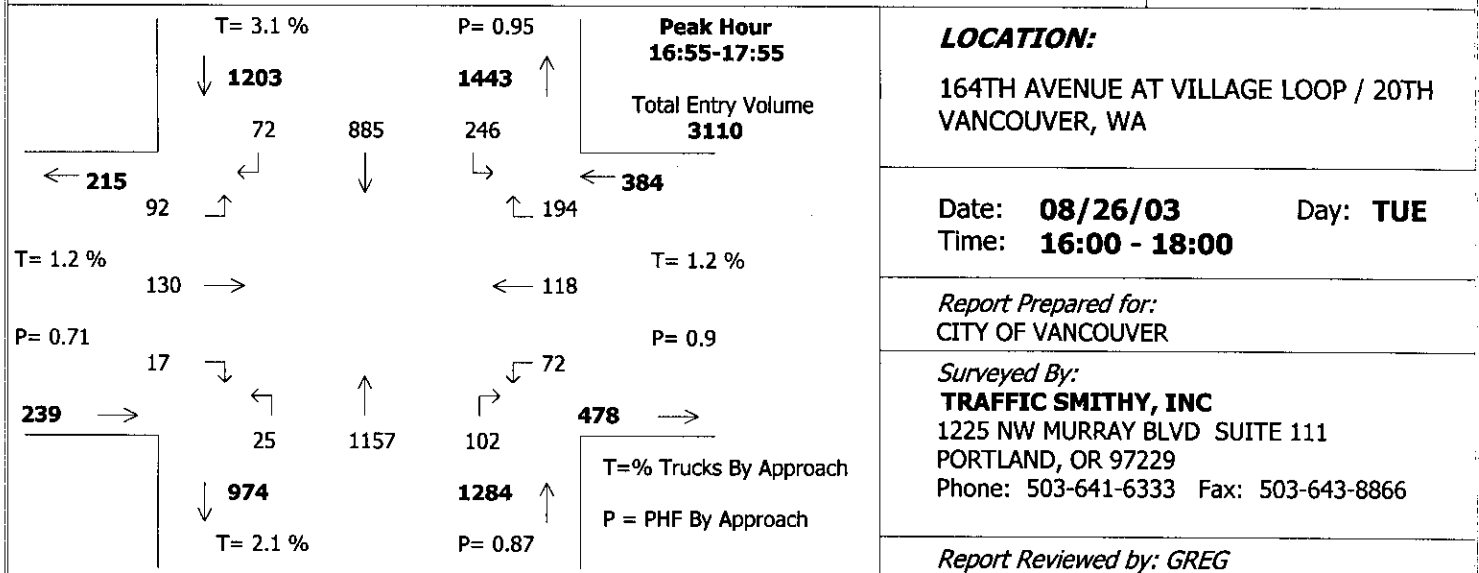 T= 3.1 %
P= 0.95
Peak Hour
16:55-17:55
1203
1443
Total Entry Volume
3110
72
885
246
215
384
92
194
T= 1.2 %
T= 1.2 %
130
118
P= 0.71
P= 0.9
17
72
239
478
25
1157
102
T=% Trucks By Approach
974
1284
P = PHF By Approach
T= 2.1 %
P= 0.87
LOCATION:
164TH AVENUE AT VILLAGE LOOP / 20TH
VANCOUVER, WA
Date: 08/26/03 Day: TUE
Time: 16:00 - 18:00
Report Prepared for:
CITY OF VANCOUVER
Surveyed By:
TRAFFIC SMITHY, INC
1225 NW MURRAY BLVD SUITE 111
PORTLAND, OR 97229
Phone: 503-641-6333 Fax: 503-643-8866
Report Reviewed by: GREG